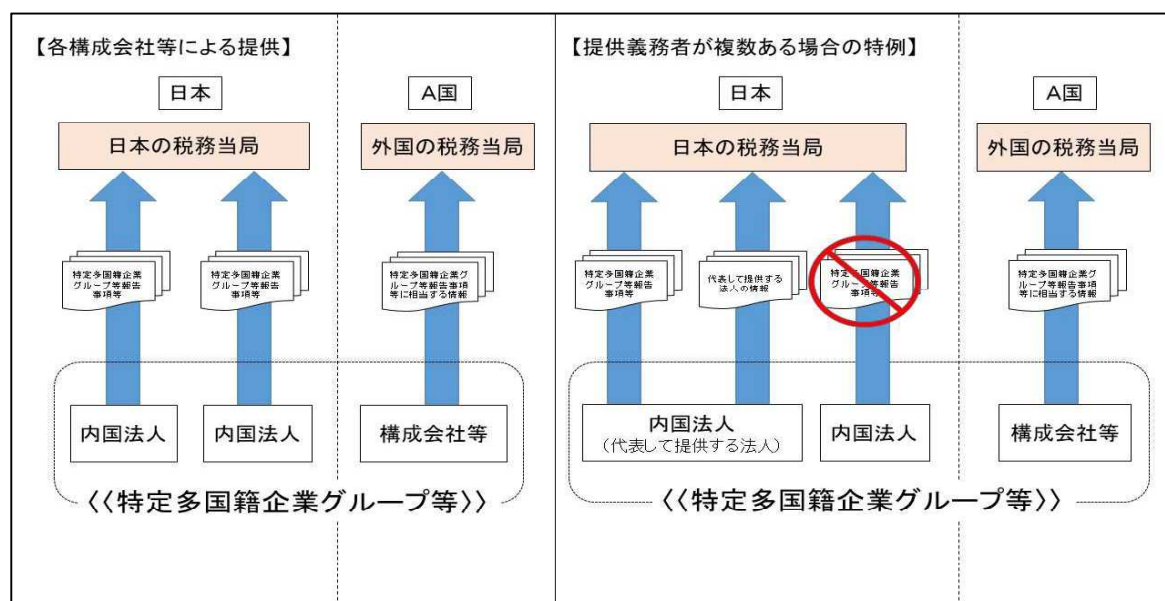 【各構成会社等による提供】
日本
A国
日本の税務当局
外国の税務当局
特定多国籍企業
グループ等報告
事項等
特定多国籍企業
グループ等報告
事項等
特定多国籍企業グ
ループ等報告事項
等に相当する情報
内国法人
内国法人
構成会社等
〈〈特定多国籍企業グループ等〉〉
【提供義務者が複数ある場合の特例】
日本
A国
日本の税務当局
外国の税務当局
特定多国籍企業
グループ等報告
事項等
代表して提供する
法人の情報
特定多国籍企業
グループ等報告
事項等
特定多国籍企業グ
ループ等報告事項
等に相当する情報
内国法人
(代表して提供する法人)
内国法人
構成会社等
〈〈特定多国籍企業グループ等〉〉